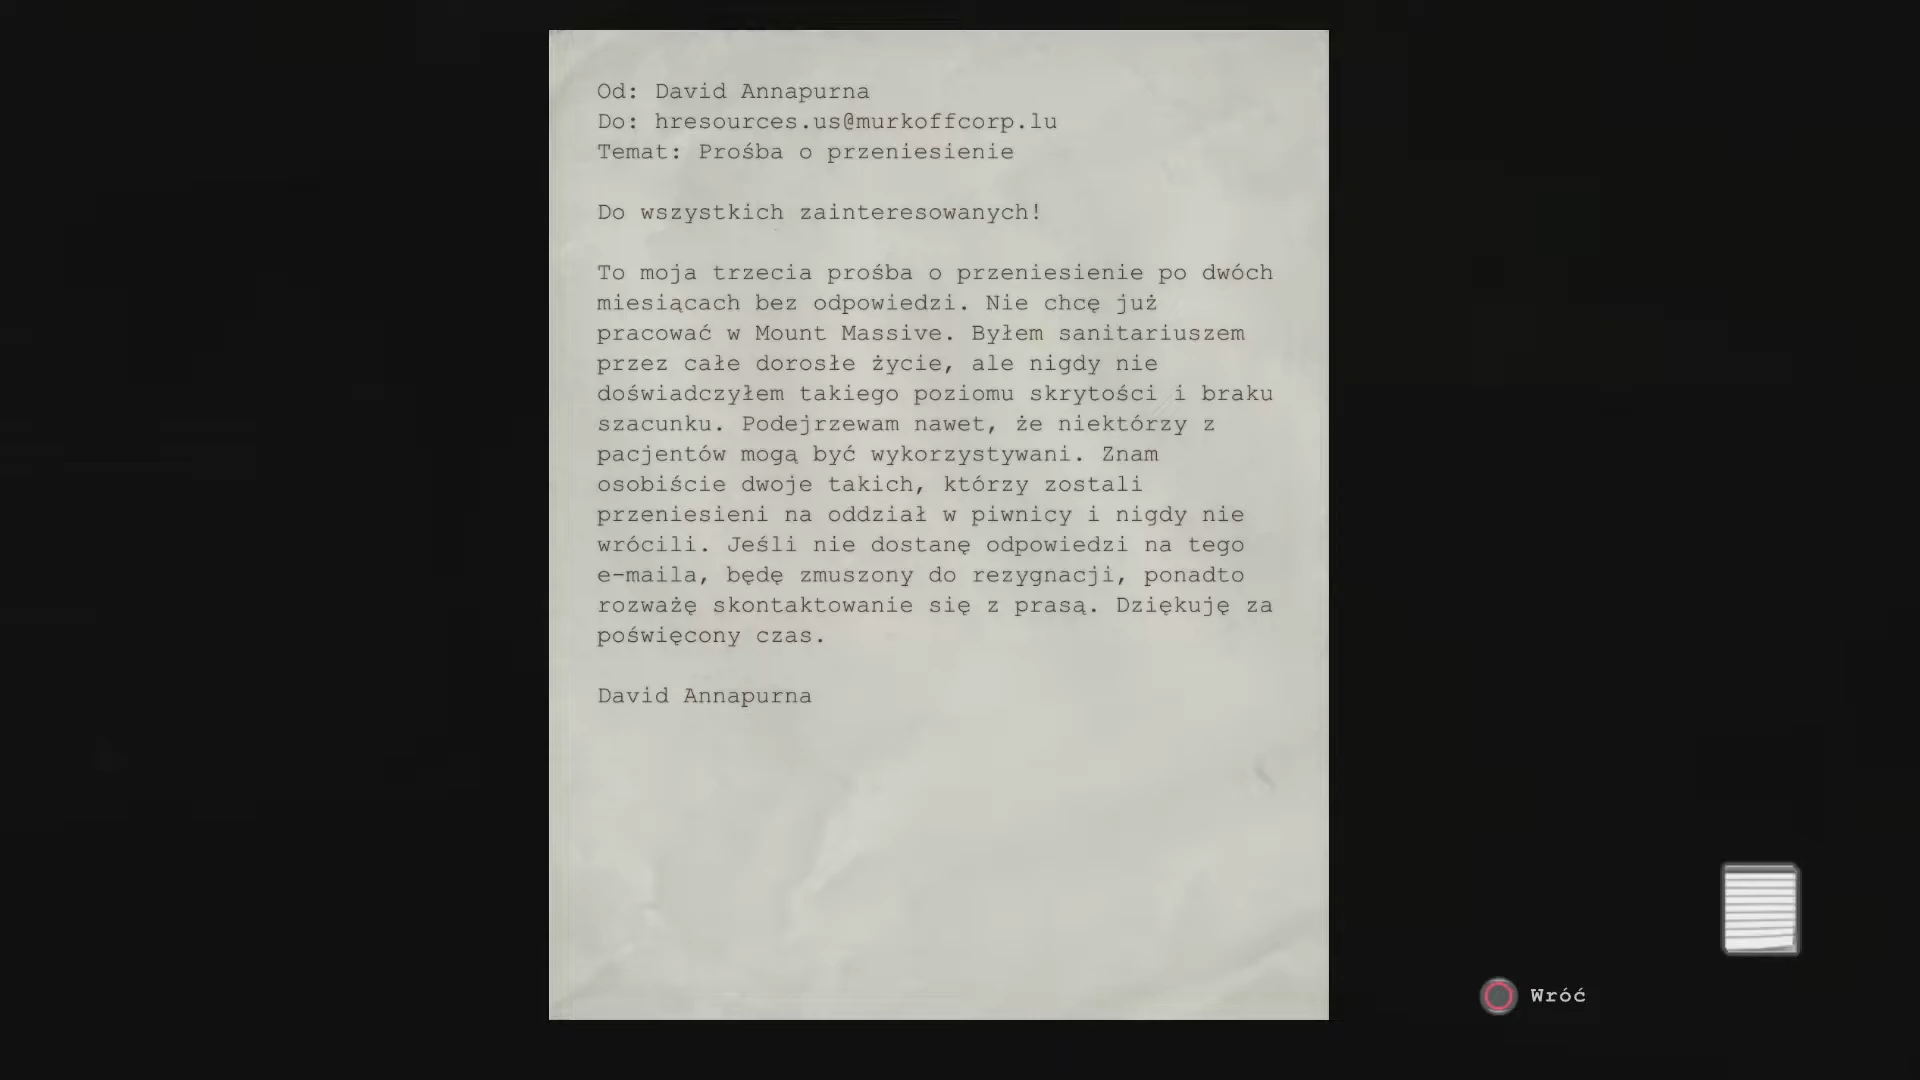 Od: David Annapurna
Do: hresources.us@murkoffcorp.lu
Temat: Prośba o przeniesienie
Do wszystkich zainteresowanych!
To moja trzecia prośba o przeniesienie po dwóch
miesiącach bez odpowiedzi. Nie chcę już
pracować w Mount Massive. Byłem sanitariuszem
przez całe dorosłe życie, ale nigdy nie
doświadczyłem takiego poziomu skrytości i braku
szacunku. Podejrzewam nawet, że niektórzy z
pacjentów mogą być wykorzystywani. Znam
osobiście dwoje takich, którzy zostali
przeniesieni na oddział w piwnicy i nigdy nie
wrócili. Jeśli nie dostanę odpowiedzi na tego
e-maila, będę zmuszony do rezygnacji, ponadto
rozważę skontaktowanie się z prasą. Dziękuję za
poświęcony czas.
David Annapurna
Wróć